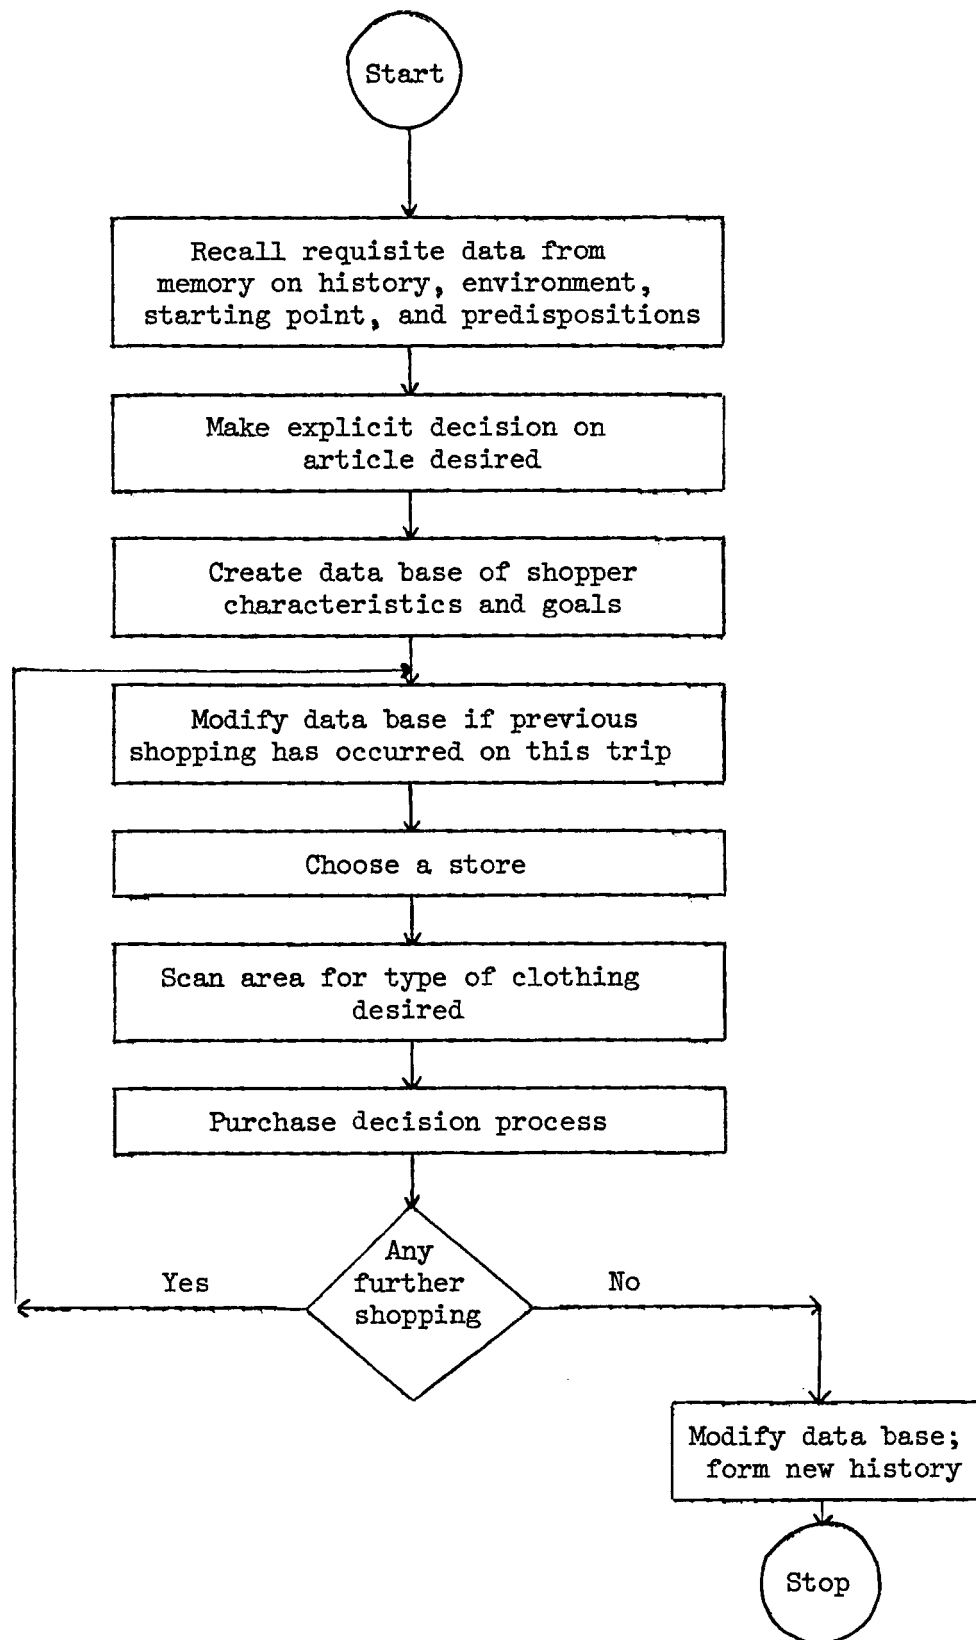 Start
Recall requisite data from
memory on history, environment,
starting point, and predispositions
Make explicit decision on
article desired
Create data base of shopper
characteristics and goals
Modify data base if previous
shopping has occurred on this trip
Choose a store
Scan area for type of clothing
desired
Purchase decision process
Any
further
shopping
Yes
No
Modify data base;
form new history
Stop